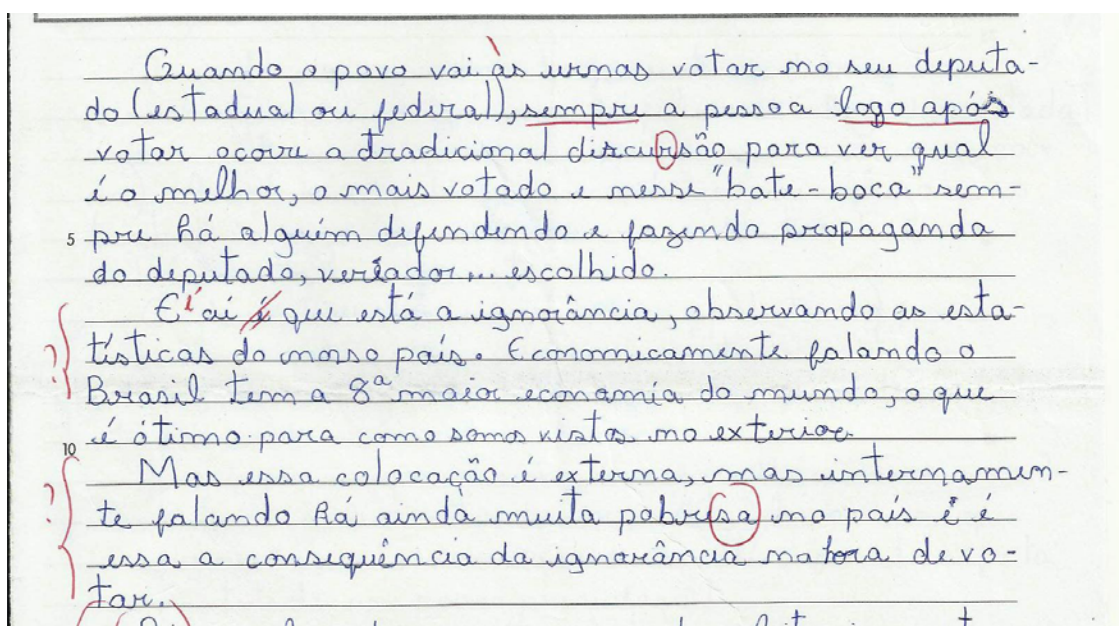 Quando o povo vai às urnas votar no seu deputa-
do (estadual ou federal), sempre a pessoa logo após
votar ocorre a tradicional discursão para ver qual
é o melhor, o mais votado e nesse "bate-boca" sem-
5 pre há alguém defendendo e fazendo propaganda
do deputado, vereador... escolhido.
E aí é que está a ignorância, observando as esta-
? tísticas do nosso país. Economicamente falando o
Brasil tem a 8ª maior economia do mundo, o que
10 é ótimo para como somos vistos no exterior.
Mas essa colocação é externa, mas internamen-
? te falando há ainda muita pobresa no país e é
essa a consequência da ignorância na hora de vo-
tar.